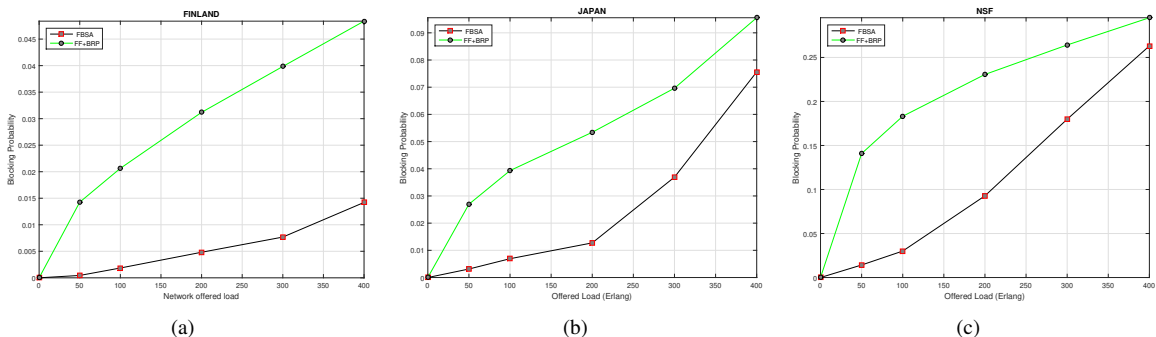 FINLAND
FBSA
FF+BRP
0.045
0.04
0.035
0.03
0.025
0.02
0.015
0.01
0.005
0
Blocking Probability
0 50 100 150 200 250 300 350 400
Network offered load
(a)
JAPAN
FBSA
FF+BRP
0.09
0.08
0.07
0.06
0.05
0.04
0.03
0.02
0.01
0
Blocking Probability
0 50 100 150 200 250 300 350 400
Offered Load (Erlang)
(b)
NSF
FBSA
FF+BRP
0.25
0.2
0.15
0.1
0.05
0
Blocking Probability
0 50 100 150 200 250 300 350 400
Offered Load (Erlang)
(c)